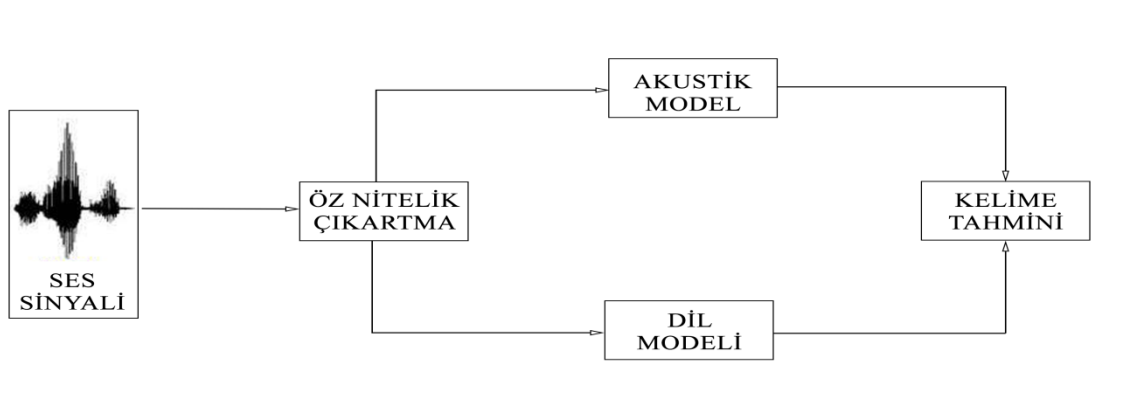 SES
SİNYALİ
ÖZ NİTELİK
ÇIKARTMA
AKUSTİK
MODEL
DİL
MODELİ
KELİME
TAHMİNİ